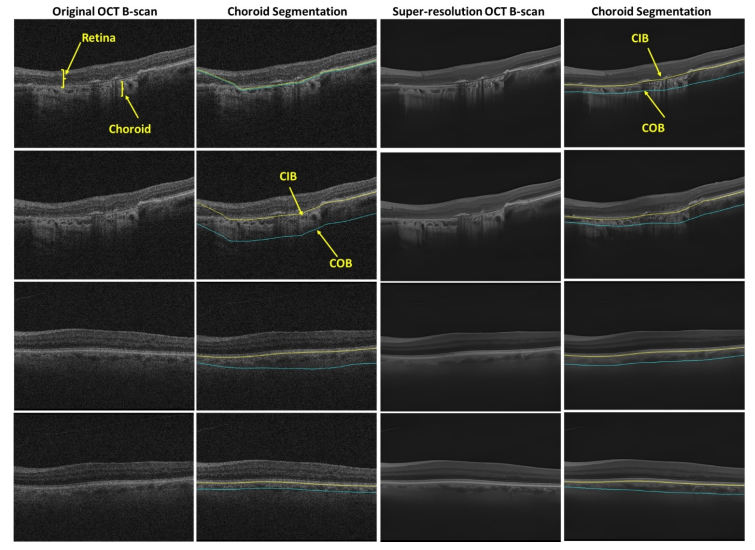 Original OCT B-scan
Choroid Segmentation
Super-resolution OCT B-scan
Choroid Segmentation
Retina
Choroid
CIB
COB
CIB
COB